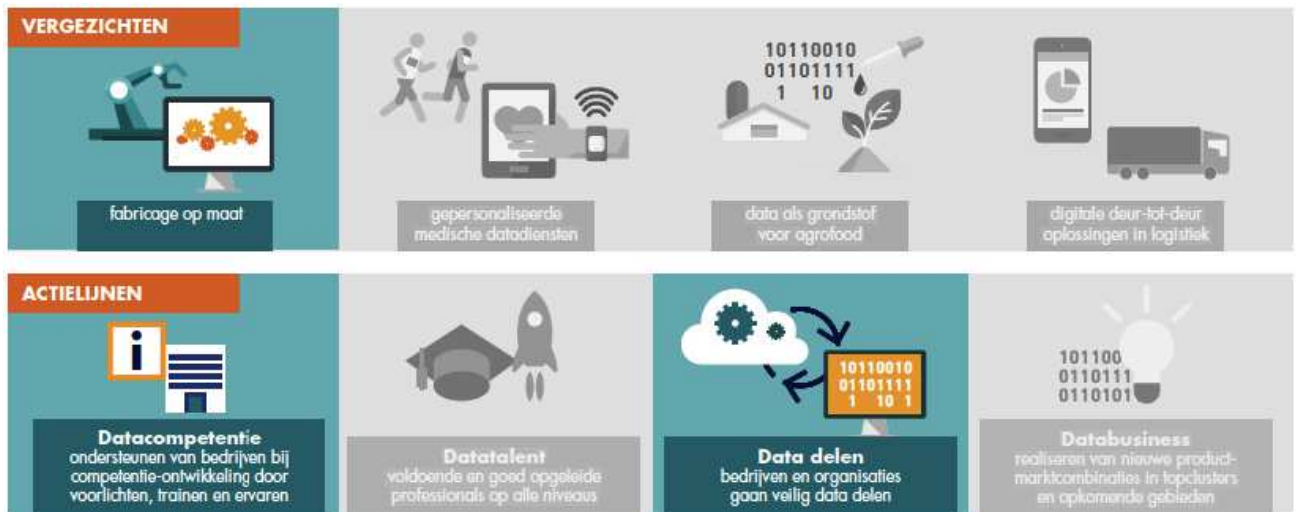 VERGEZICHTEN
10110010
01101111
1 10
fabricage op maat
gepersonaliseerde
medische datadiensten
data als grondstof
voor agrofood
digitale deur-tot-deur
oplossingen in logistiek
ACTIELIJNEN
i
10110010
01101111
1 10 1
101100
0110111
0110101
Datacompetentie
ondersteunen van bedrijven bij
competentie-ontwikkeling door
voorlichten, trainen en ervaren
Datatalent
voldoende en goed opgeleide
professionals op alle niveaus
Data delen
bedrijven en organisaties
gaan veilig data delen
Databusiness
realiseren van nieuwe product-
marktcombinaties in topclusters
en opkomende gebieden